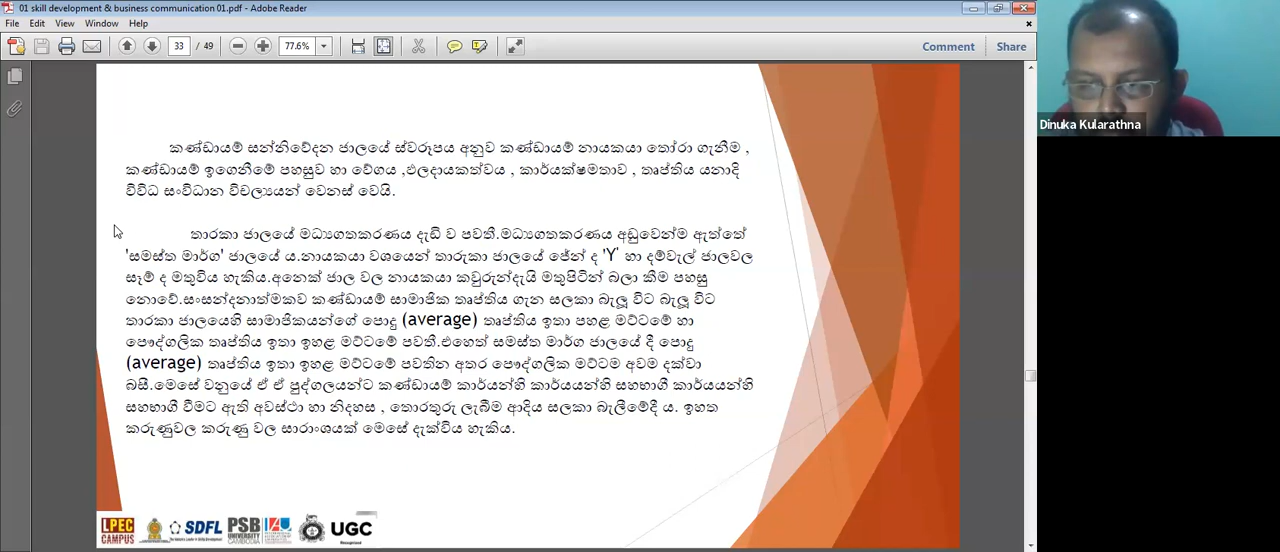 01 skill development & business communication 01.pdf - Adobe Reader
File Edit View Window Help
33 / 49 77.6% Comment Share
කණ්ඩායම් සන්නිවේදන ජාලයේ ස්වරූපය අනුව කණ්ඩායම් නායකයා තෝරා ගැනීම ,
කණ්ඩායම් ඉගෙනීමේ පහසුව හා වේගය ,ඵලදායකත්වය , කාර්යක්ෂමතාව , තෘප්තිය යනාදි
විවිධ සංවිධාන විචල්‍යයන් වෙනස් වෙයි.
තාරකා ජාලයේ මධ්‍යගතකරණය දැඩි ව පවතී.මධ්‍යගතකරණය අඩුවෙන්ම ඇත්තේ
'සමස්ත මාර්ග' ජාලයේ ය.නායකයා වශයෙන් තාරුකා ජාලයේ ජේන් ද 'Y' හා දම්වැල් ජාලවල
සෑම් ද මතුවිය හැකිය.අනෙක් ජාල වල නායකයා කවුරුන්දැයි මතුපිටින් බලා කීම පහසු
නොවේ.සංසන්දනාත්මකව කණ්ඩායම් සාමාජික තෘප්තිය ගැන සලකා බැලූ විට බැලූ විට
තාරකා ජාලයෙහි සාමාජිකයන්ගේ පොදු (average) තෘප්තිය ඉතා පහළ මට්ටමේ හා
පෞද්ගලික තෘප්තිය ඉතා ඉහළ මට්ටමේ පවතී.එහෙත් සමස්ත මාර්ග ජාලයේ දී පොදු
(average) තෘප්තිය ඉතා ඉහළ මට්ටමේ පවතින අතර පෞද්ගලික මට්ටම අවම දක්වා
බසී.මෙසේ වනුයේ ඒ ඒ පුද්ගලයන්ට කණ්ඩායම් කාර්යන්හි කාර්යයන්හි සහභාගී කාර්යයන්හි
සහභාගී වීමට ඇති අවස්ථා හා නිදහස , තොරතුරු ලැබීම ආදිය සලකා බැලීමේදී ය. ඉහත
කරුණුවල කරුණු වල සාරාංශයක් මෙසේ දැක්විය හැකිය.
LPEC CAMPUS SDFL PSB UNIVERSITY CAMBODIA UGC
Dinuka Kularathna